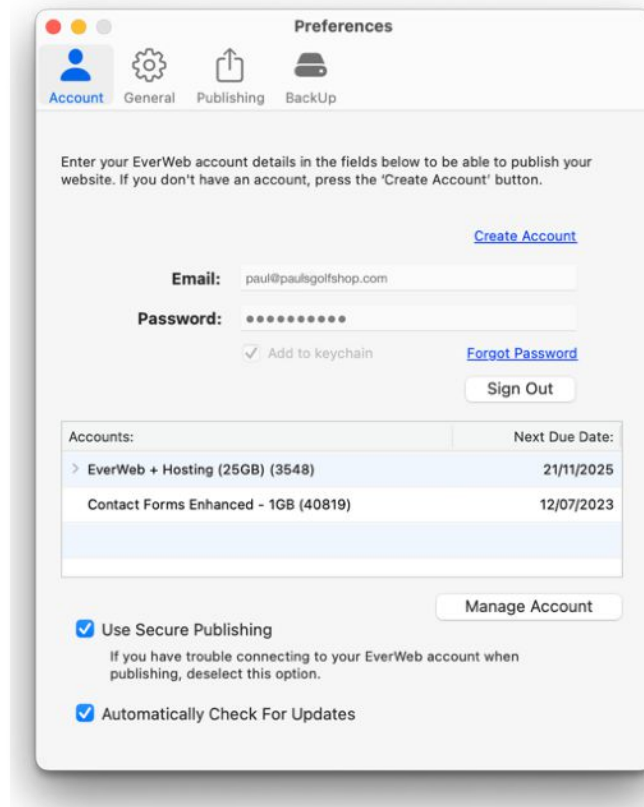 Preferences
Account General Publishing BackUp
Enter your EverWeb account details in the fields below to be able to publish your
website. If you don't have an account, press the ‘Create Account’ button.
Create Account
Email: paul@paulsgolfshop.com
Password: ●●●●●●●●●●
Add to keychain Forgot Password
Sign Out
Accounts: Next Due Date:
EverWeb + Hosting (25GB) (3548) 21/11/2025
Contact Forms Enhanced - 1GB (40819) 12/07/2023
Manage Account
Use Secure Publishing
If you have trouble connecting to your EverWeb account when
publishing, deselect this option.
Automatically Check For Updates